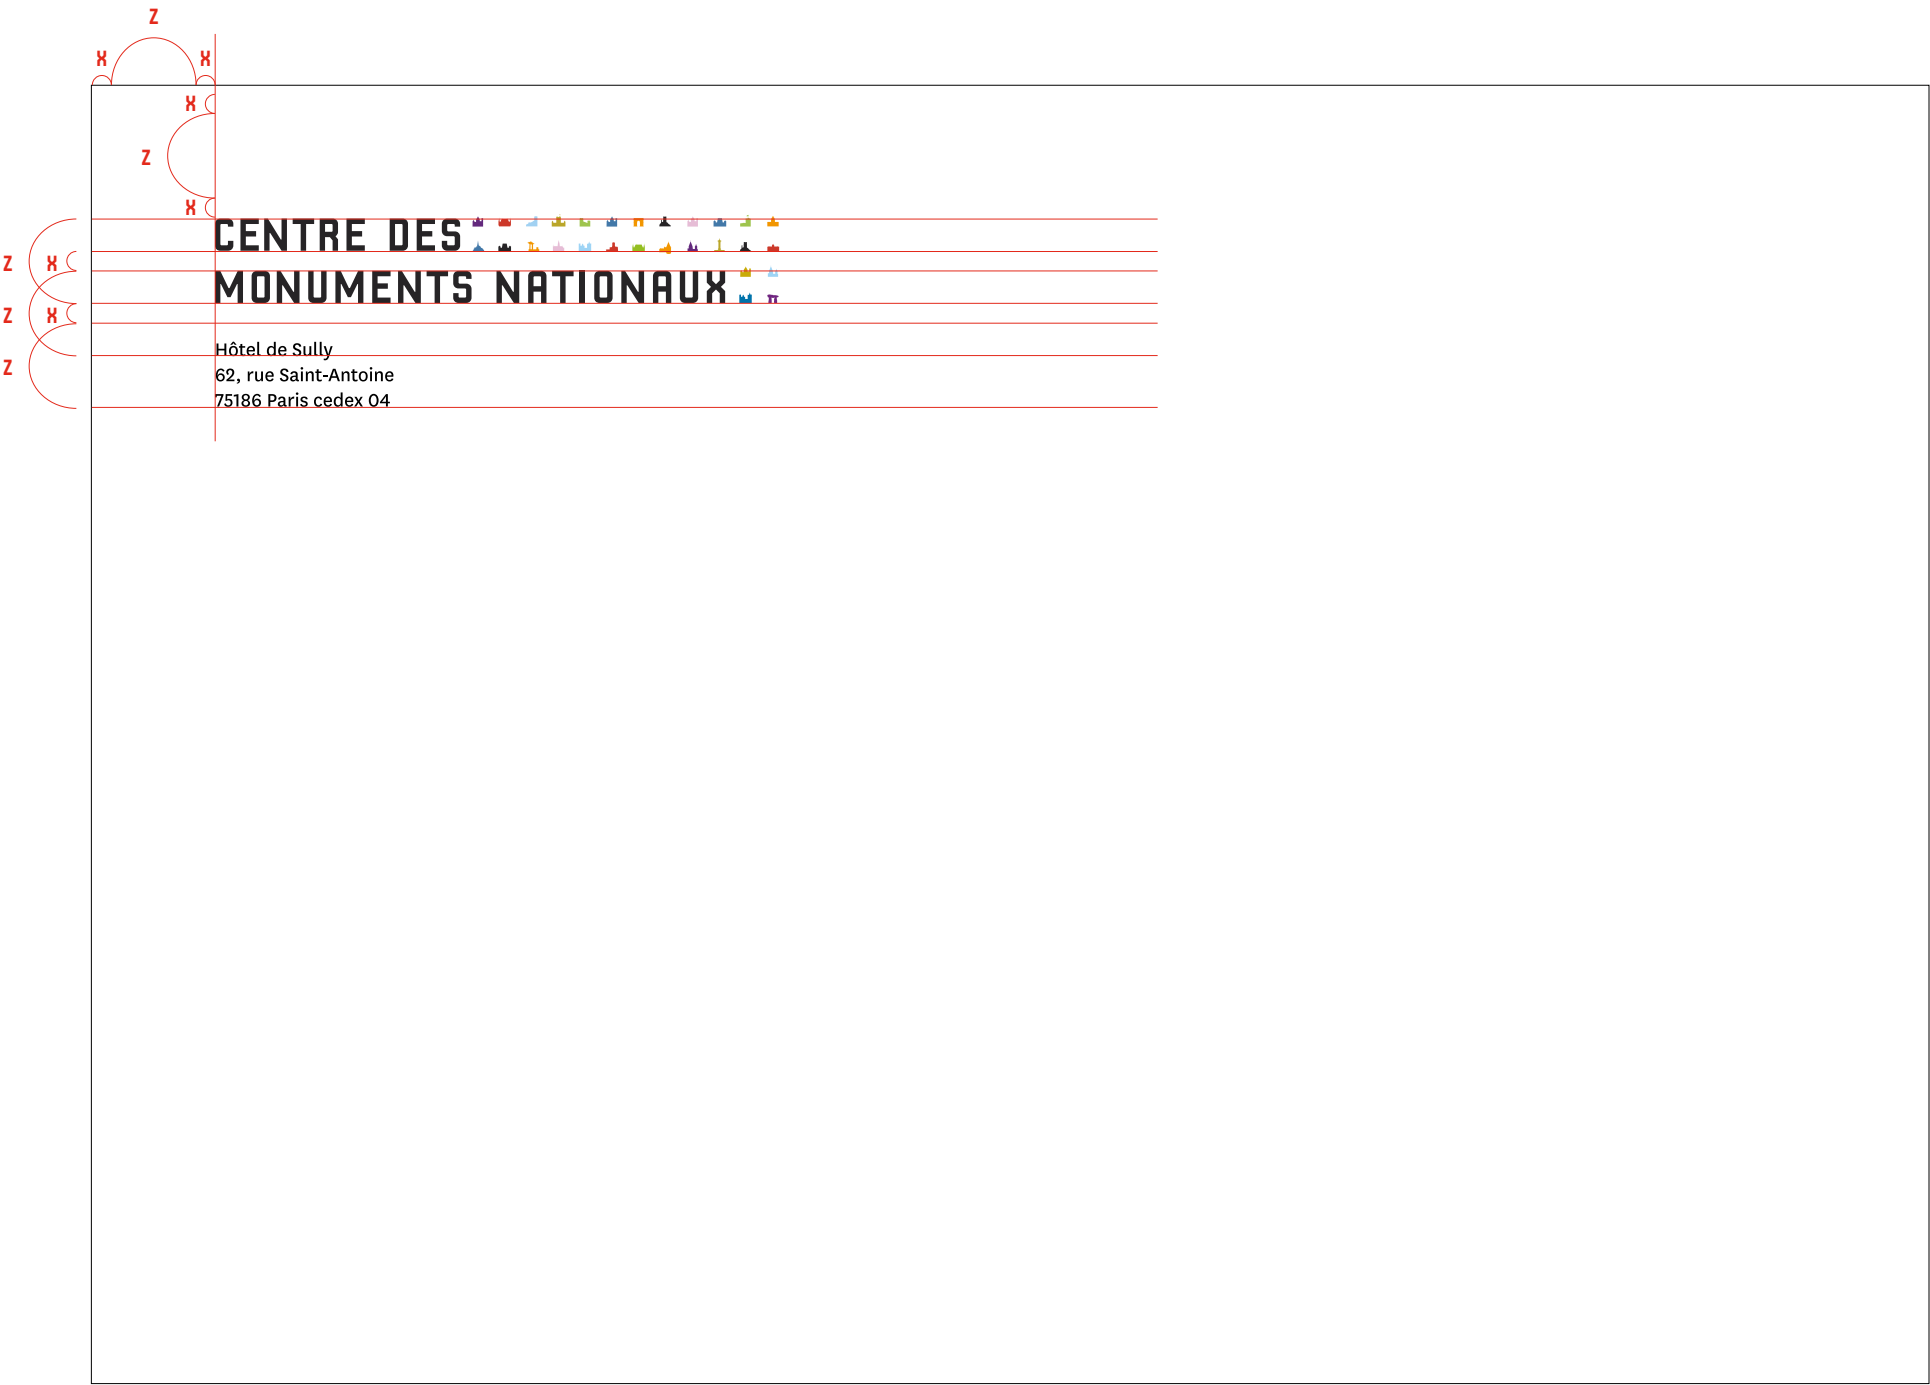 Z
X X
X
Z
X
CENTRE DES
Z X
MONUMENTS NATIONAUX
Z X
Hôtel de Sully
Z
62, rue Saint-Antoine
75186 Paris cedex 04